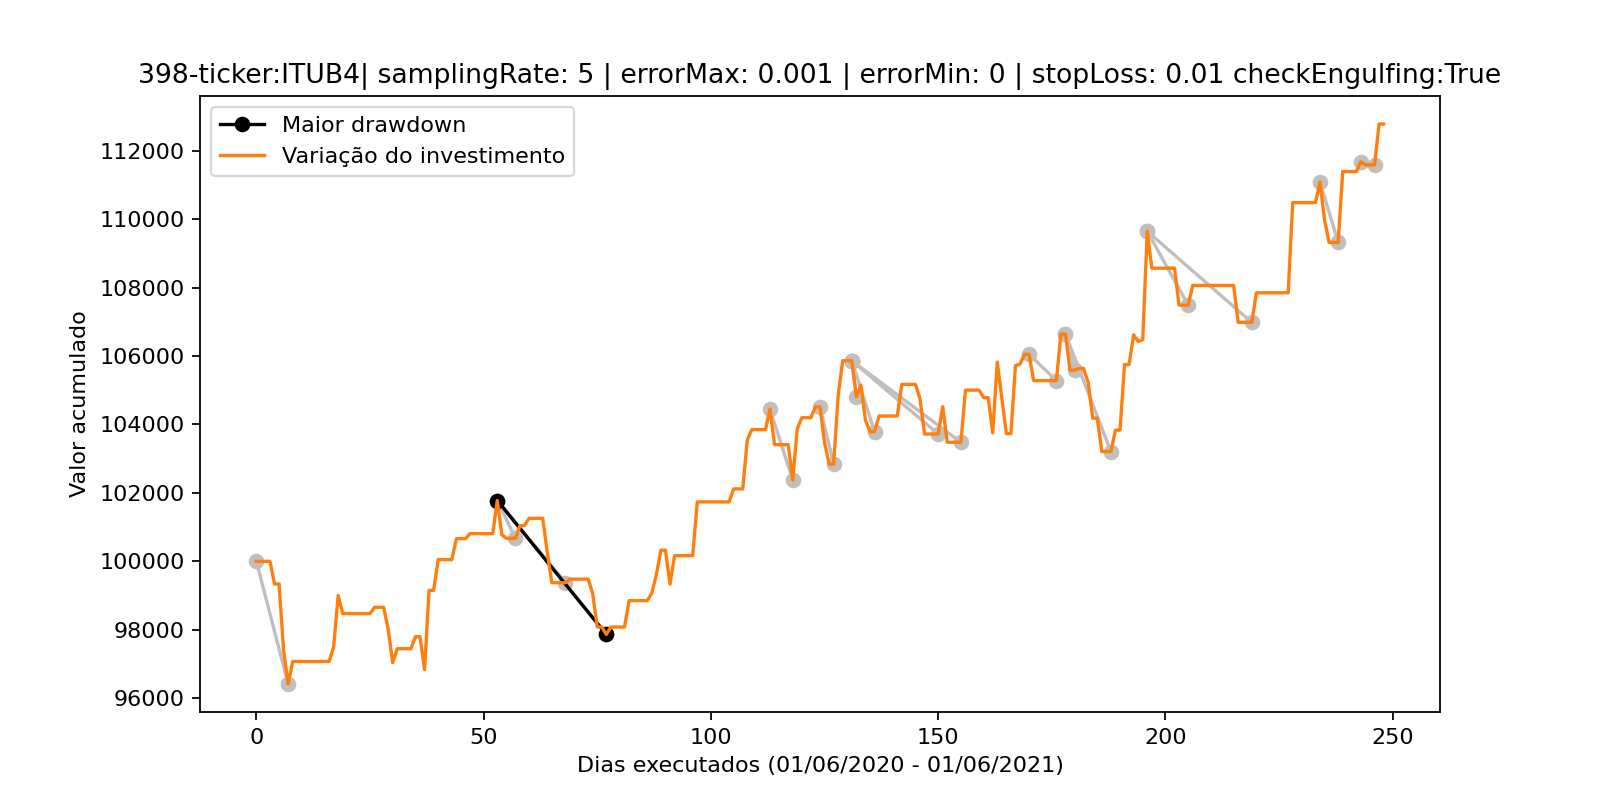 398-ticker:ITUB4| samplingRate: 5 | errorMax: 0.001 | errorMin: 0 | stopLoss: 0.01 checkEngulfing:True
Maior drawdown
Variação do investimento
112000
110000
108000
106000
104000
102000
100000
98000
96000
Valor acumulado
0 50 100 150 200 250
Dias executados (01/06/2020 - 01/06/2021)